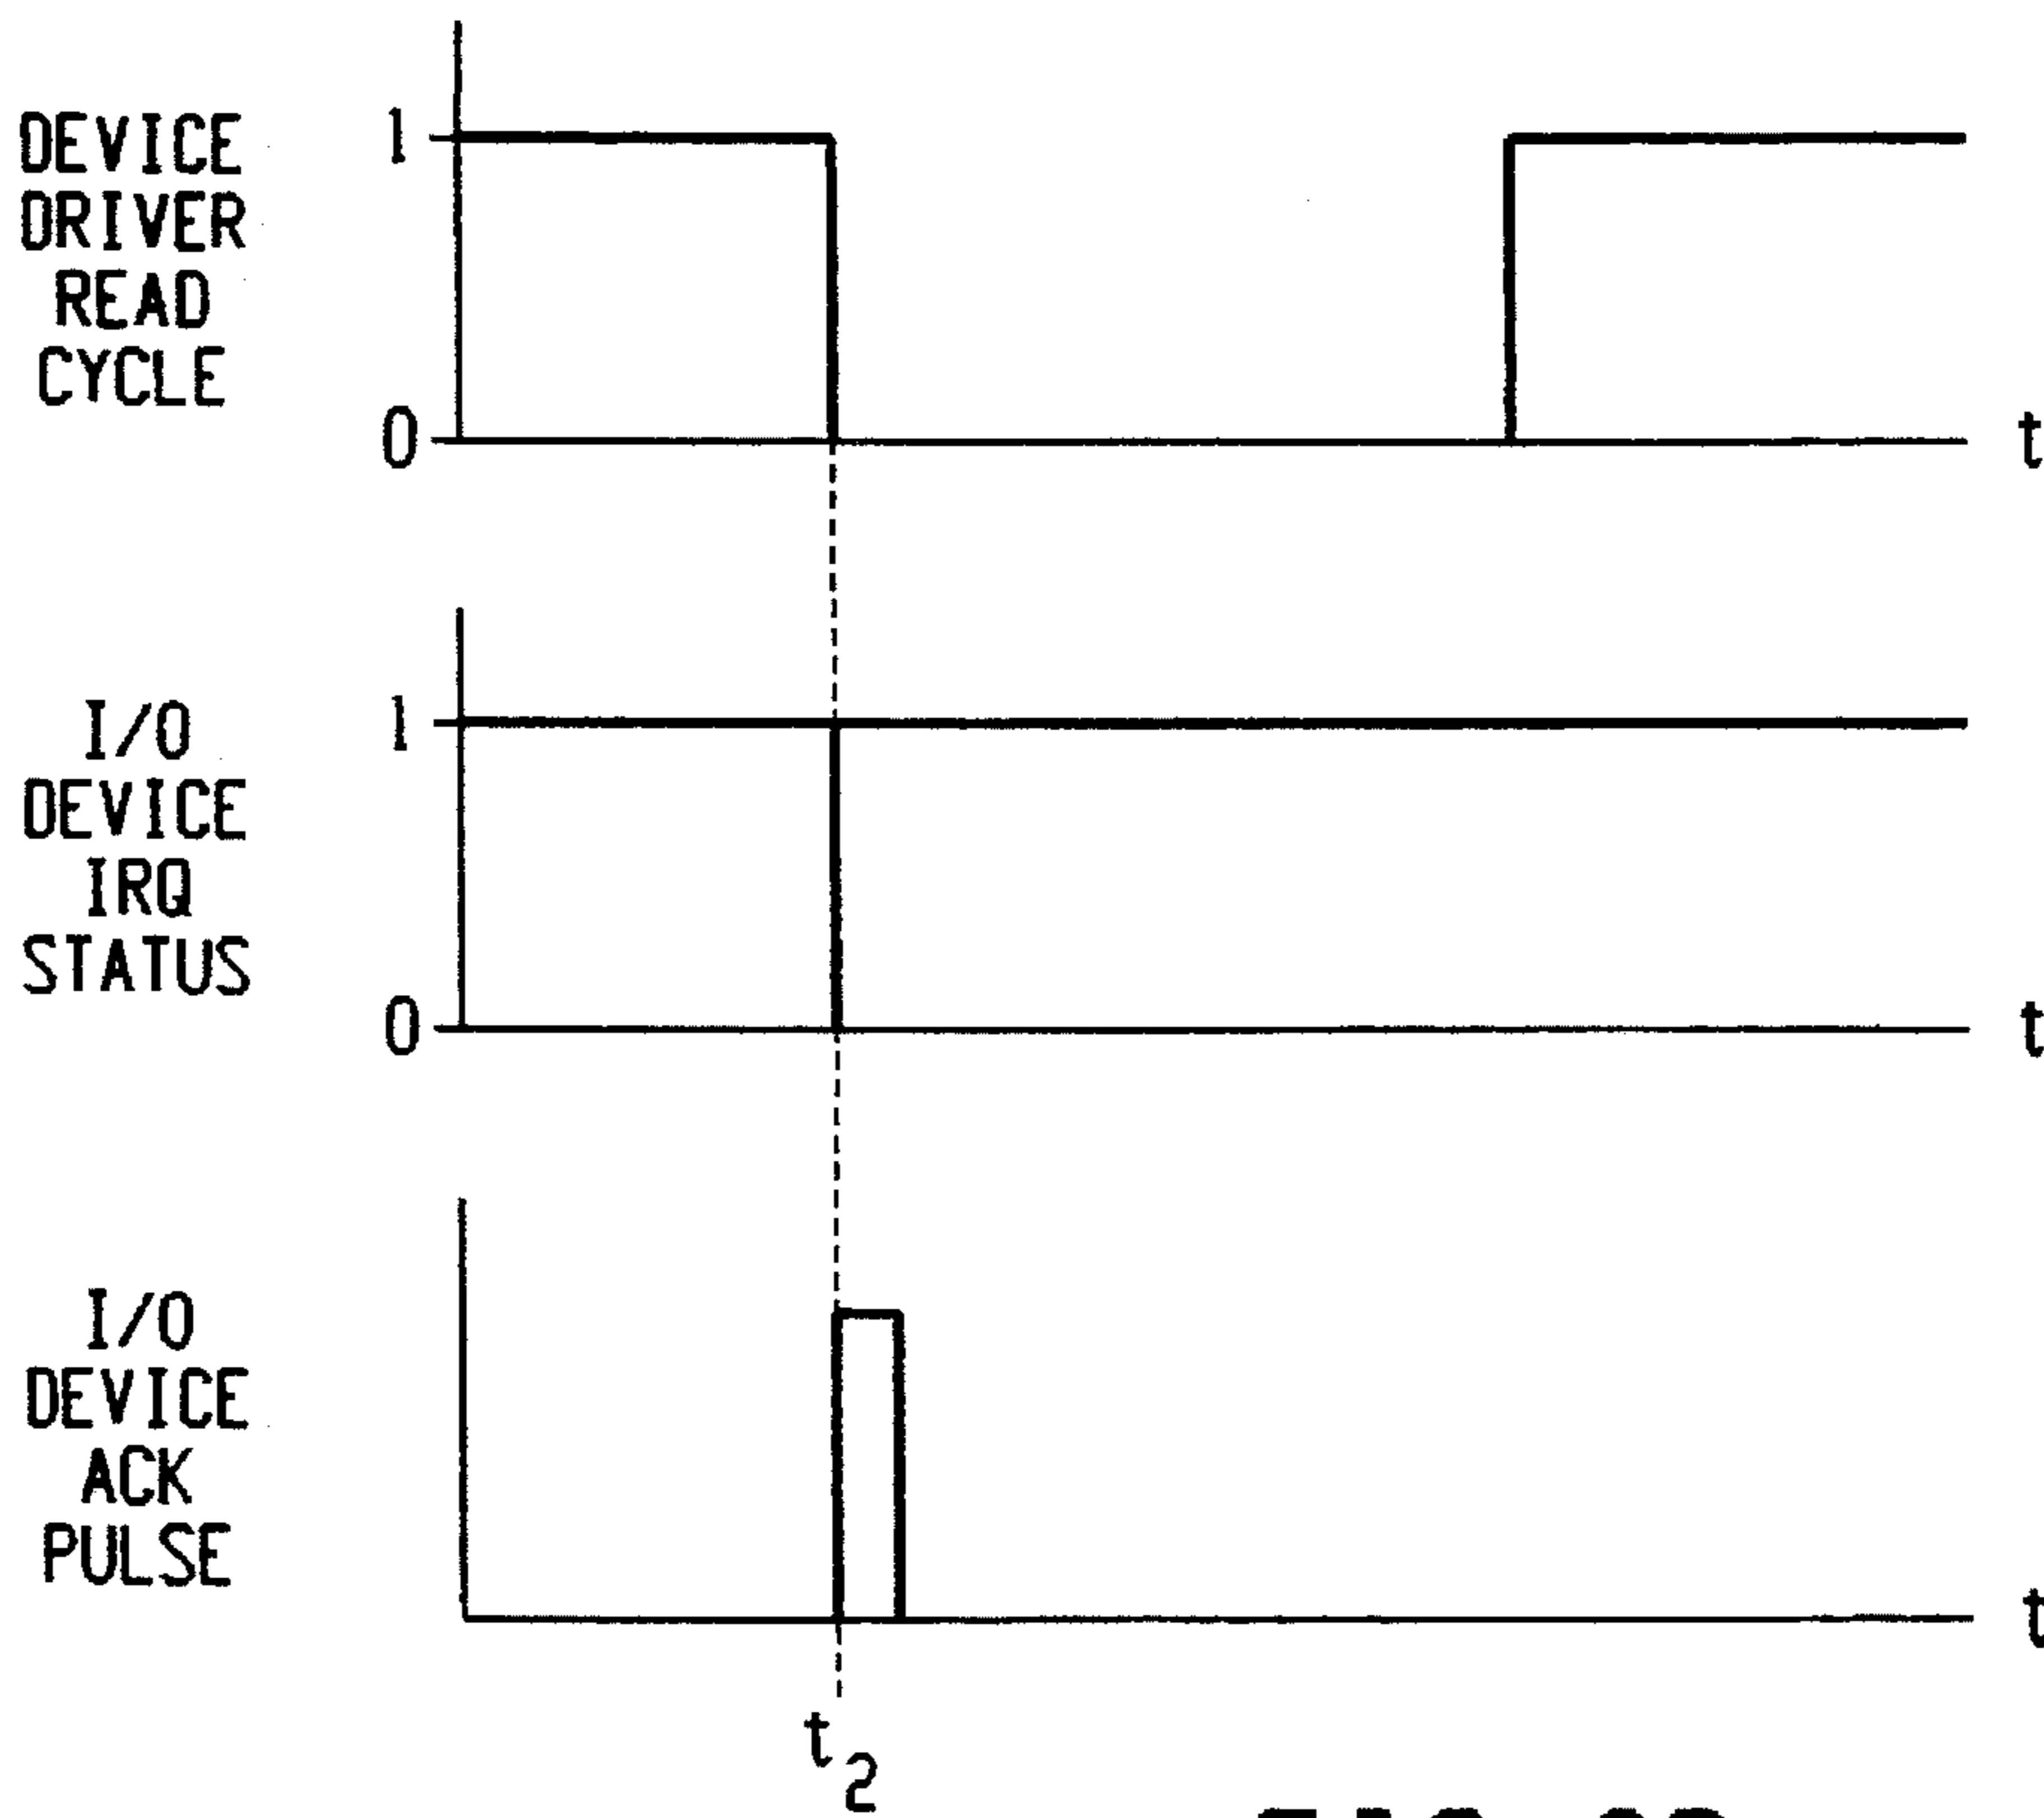 DEVICE
DRIVER
READ
CYCLE
1
0
t
I/O
DEVICE
IRQ
STATUS
1
0
t
I/O
DEVICE
ACK
PULSE
t
t2